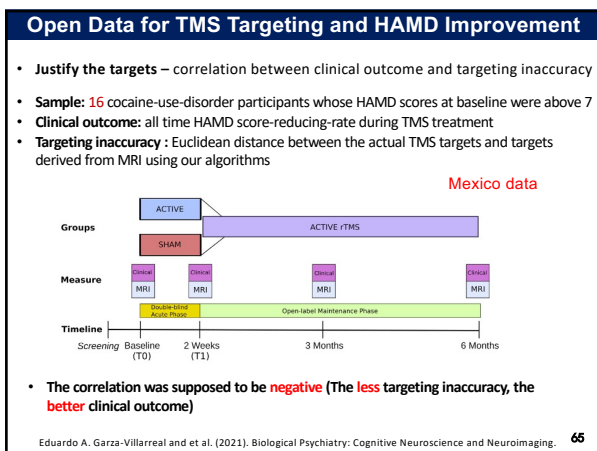 Open Data for TMS Targeting and HAMD Improvement
• Justify the targets – correlation between clinical outcome and targeting inaccuracy
• Sample: 16 cocaine-use-disorder participants whose HAMD scores at baseline were above 7
• Clinical outcome: all time HAMD score-reducing-rate during TMS treatment
• Targeting inaccuracy : Euclidean distance between the actual TMS targets and targets
derived from MRI using our algorithms
Mexico data
ACTIVE
Groups
ACTIVE rTMS
SHAM
Clinical Clinical Clinical Clinical
Measure
MRI MRI MRI MRI
Double-blind
Acute Phase
Open-label Maintenance Phase
Timeline
Screening Baseline 2 Weeks 3 Months 6 Months
(T0) (T1)
• The correlation was supposed to be negative (The less targeting inaccuracy, the
better clinical outcome)
Eduardo A. Garza-Villarreal and et al. (2021). Biological Psychiatry: Cognitive Neuroscience and Neuroimaging. 65